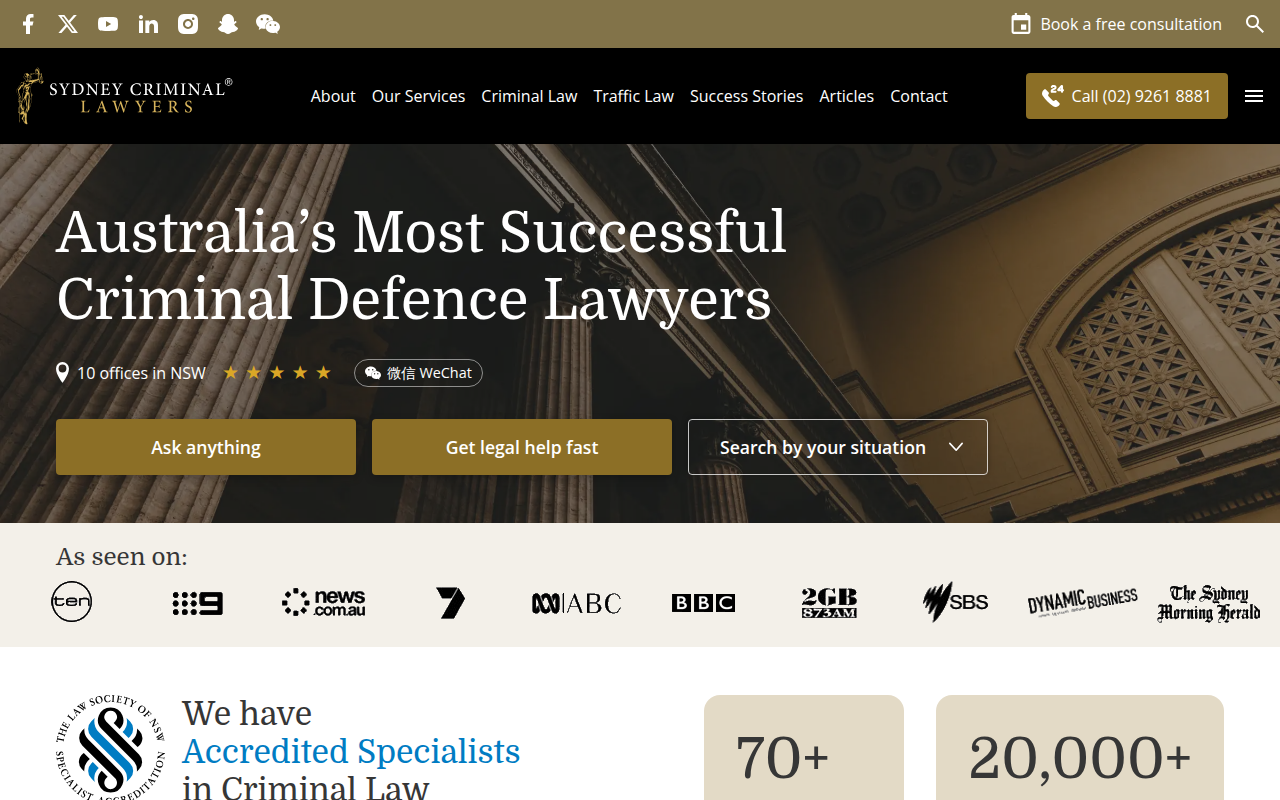 Book a free consultation
SYDNEY CRIMINAL®
LAWYERS
About
Our Services
Criminal Law
Traffic Law
Success Stories
Articles
Contact
24
Call (02) 9261 8881
Australia’s Most Successful
Criminal Defence Lawyers
10 offices in NSW
微信 WeChat
Ask anything
Get legal help fast
Search by your situation
As seen on:
ten
9
news
.com.au
7
ABC
BBC
2GB
873AM
SBS
DYNAMIC BUSINESS
The Sydney
Morning Herald
THE LAW SOCIETY OF NSW
SPECIALIST ACCREDITATION
We have
Accredited Specialists
in Criminal Law
70+
20,000+